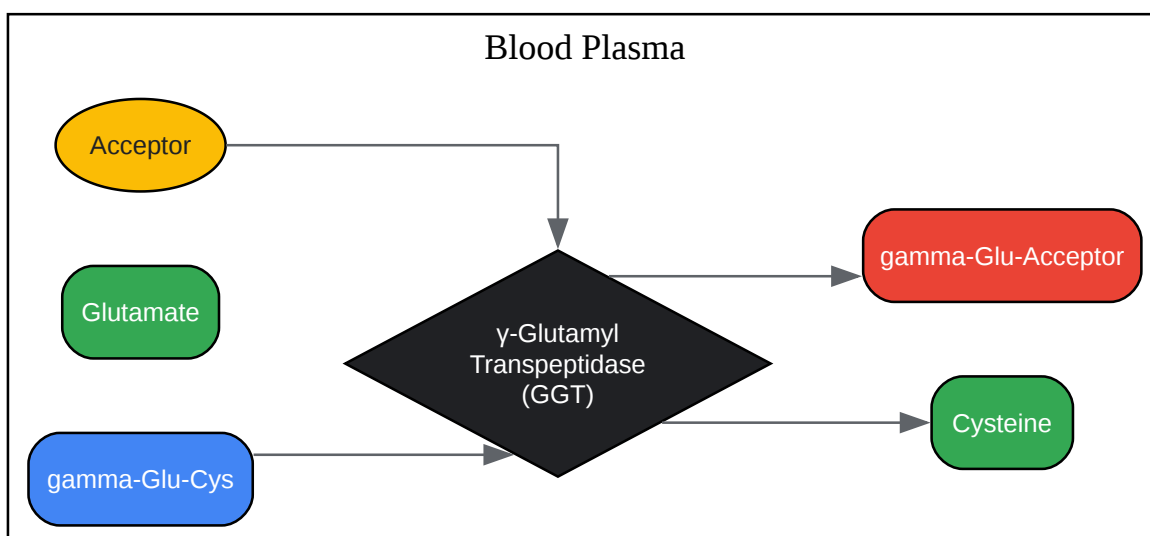 Blood Plasma
Acceptor
gamma-Glu-Acceptor
Glutamate
γ-Glutamyl
Transpeptidase
(GGT)
Cysteine
gamma-Glu-Cys